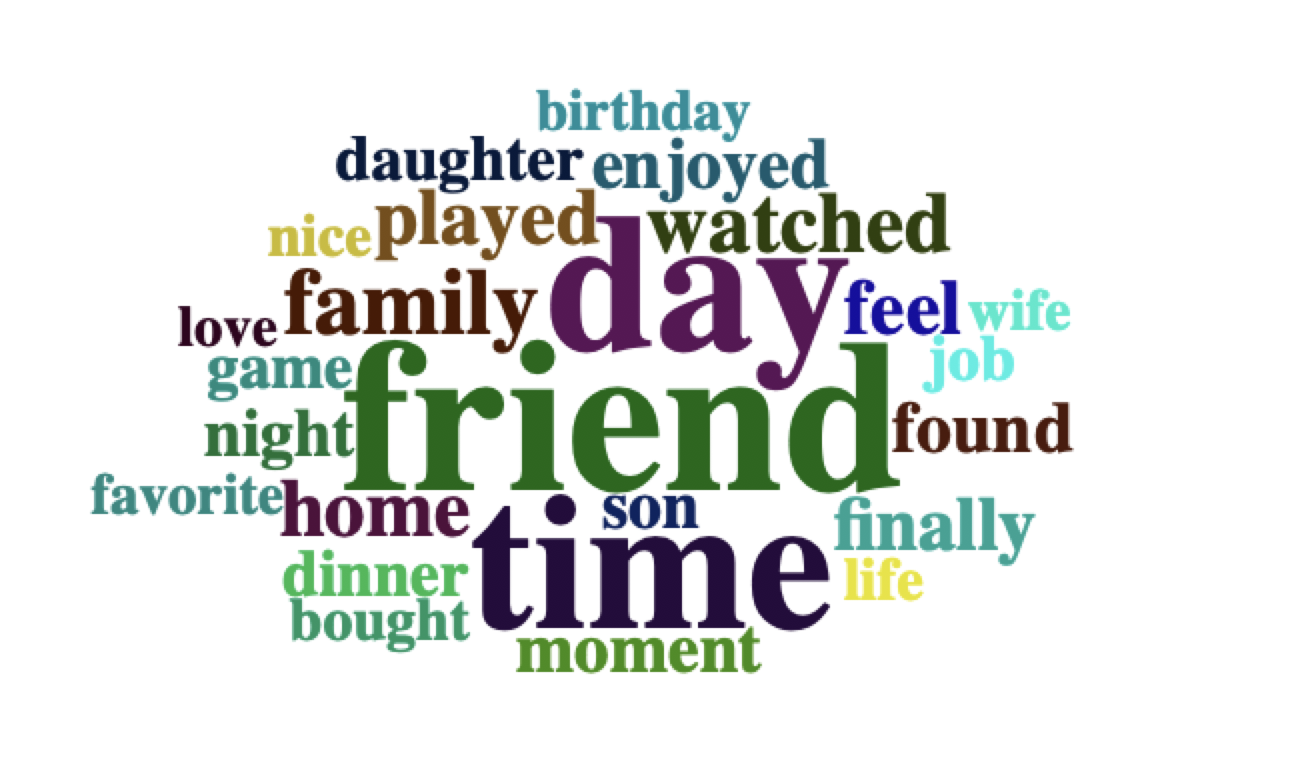 birthday
daughter enjoyed
nice played watched
day
love family feel wife
game job
friend
night found
favorite home son finally
time
dinner life
bought
moment